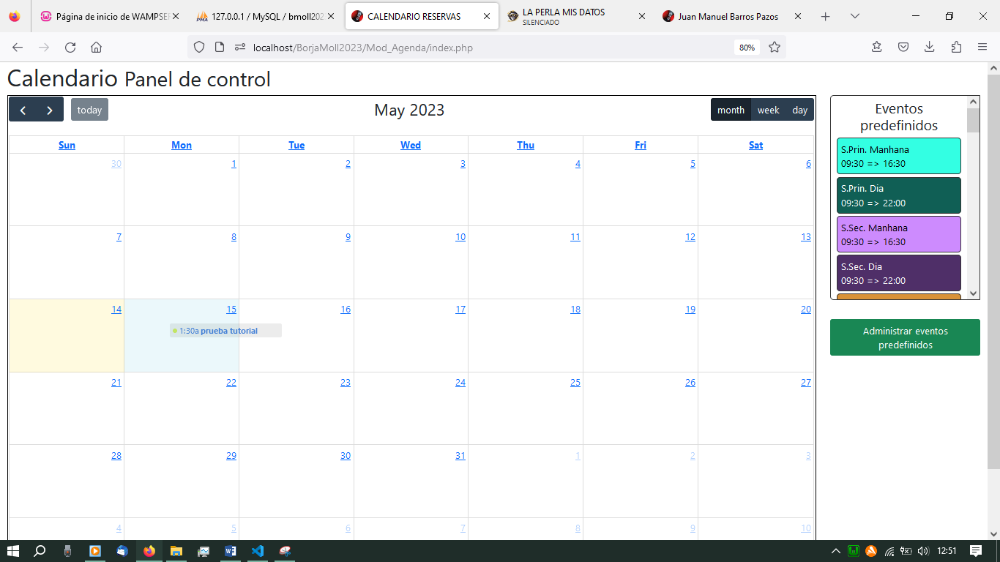 Página de inicio de WAMPSER
127.0.0.1 / MySQL / bmoll202
CALENDARIO RESERVAS
LA PERLA MIS DATOS
SILENCIADO
Juan Manuel Barros Pazos
localhost/BorjaMoll2023/Mod_Agenda/index.php
80%
Calendario Panel de control
today
May 2023
month week day
Sun Mon Tue Wed Thu Fri Sat
30 1 2 3 4 5 6
7 8 9 10 11 12 13
14 15 16 17 18 19 20
1:30a prueba tutorial
21 22 23 24 25 26 27
28 29 30 31 1 2 3
4 5 6 7 8 9 10
Eventos
predefinidos
S.Prin. Manhana
09:30 => 16:30
S.Prin. Dia
09:30 => 22:00
S.Sec. Manhana
09:30 => 16:30
S.Sec. Dia
09:30 => 22:00
Administrar eventos
predefinidos
12:51